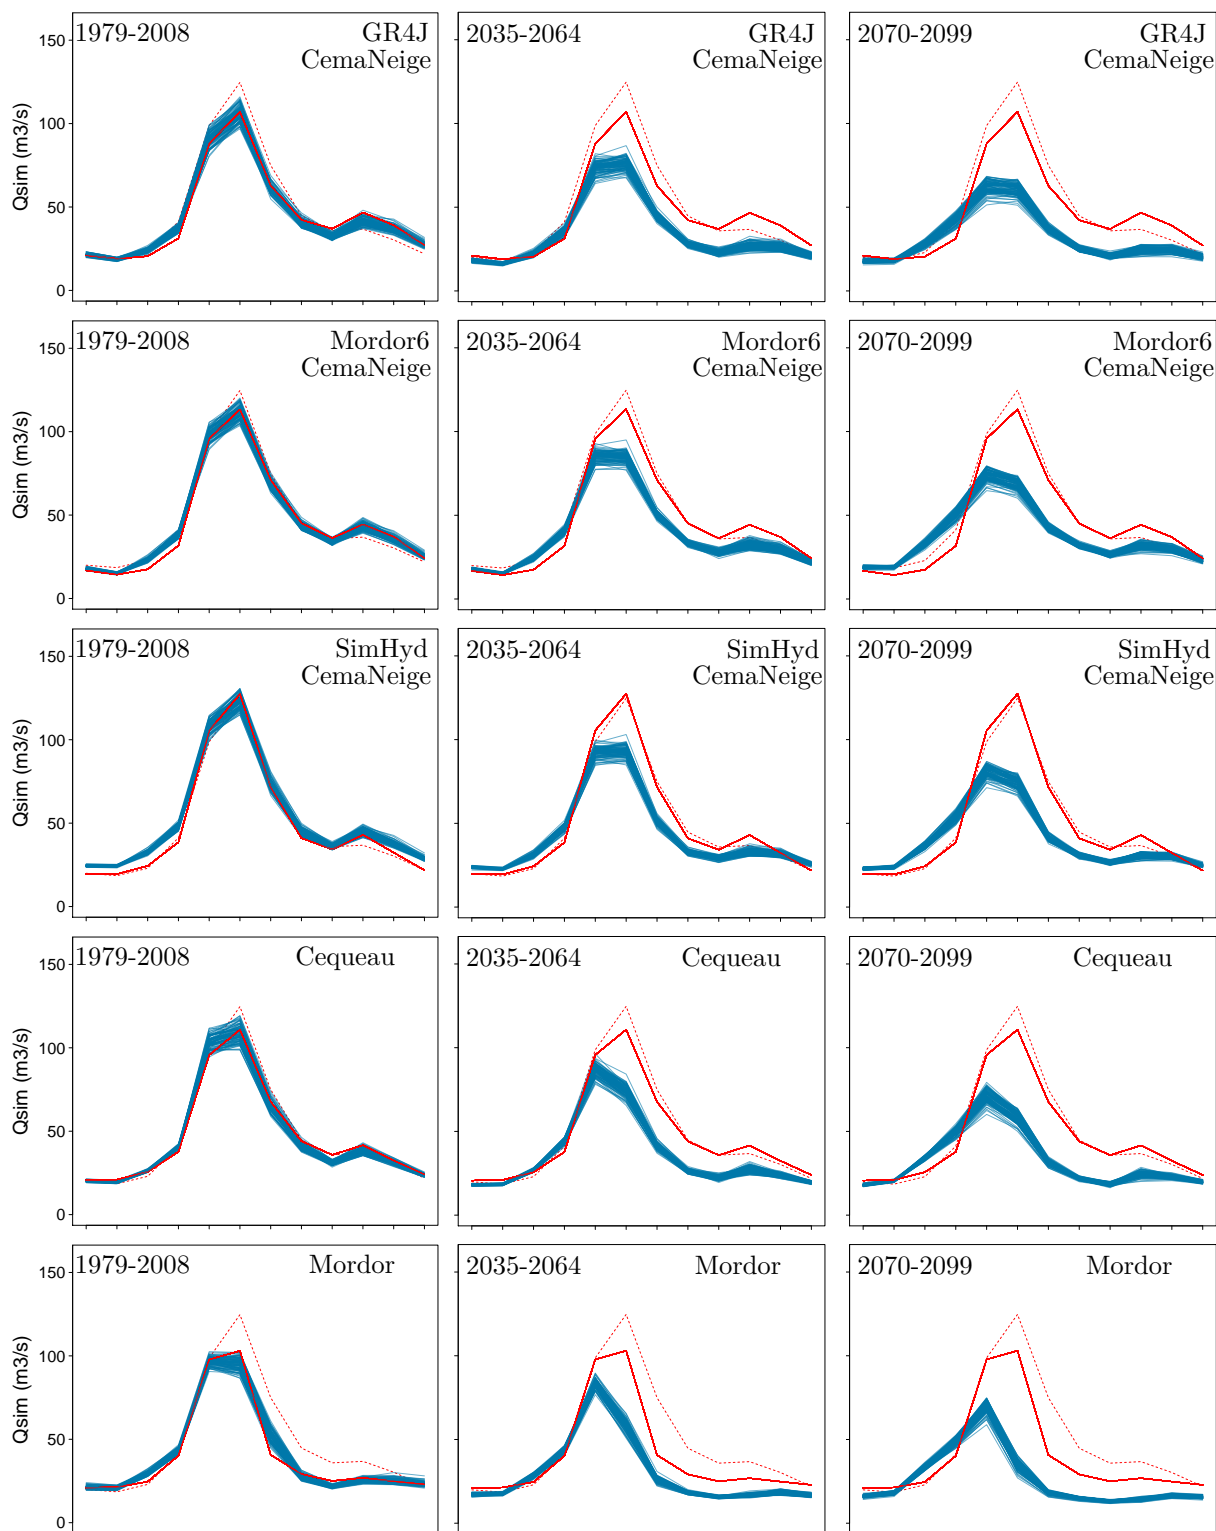 1979-2008 GR4J
CemaNeige
2035-2064 GR4J
CemaNeige
2070-2099 GR4J
CemaNeige
150
100
50
0
Qsim (m3/s)
1979-2008 Mordor6
CemaNeige
2035-2064 Mordor6
CemaNeige
2070-2099 Mordor6
CemaNeige
150
100
50
0
Qsim (m3/s)
1979-2008 SimHyd
CemaNeige
2035-2064 SimHyd
CemaNeige
2070-2099 SimHyd
CemaNeige
150
100
50
0
Qsim (m3/s)
1979-2008 Cequeau
2035-2064 Cequeau
2070-2099 Cequeau
150
100
50
0
Qsim (m3/s)
1979-2008 Mordor
2035-2064 Mordor
2070-2099 Mordor
150
100
50
0
Qsim (m3/s)